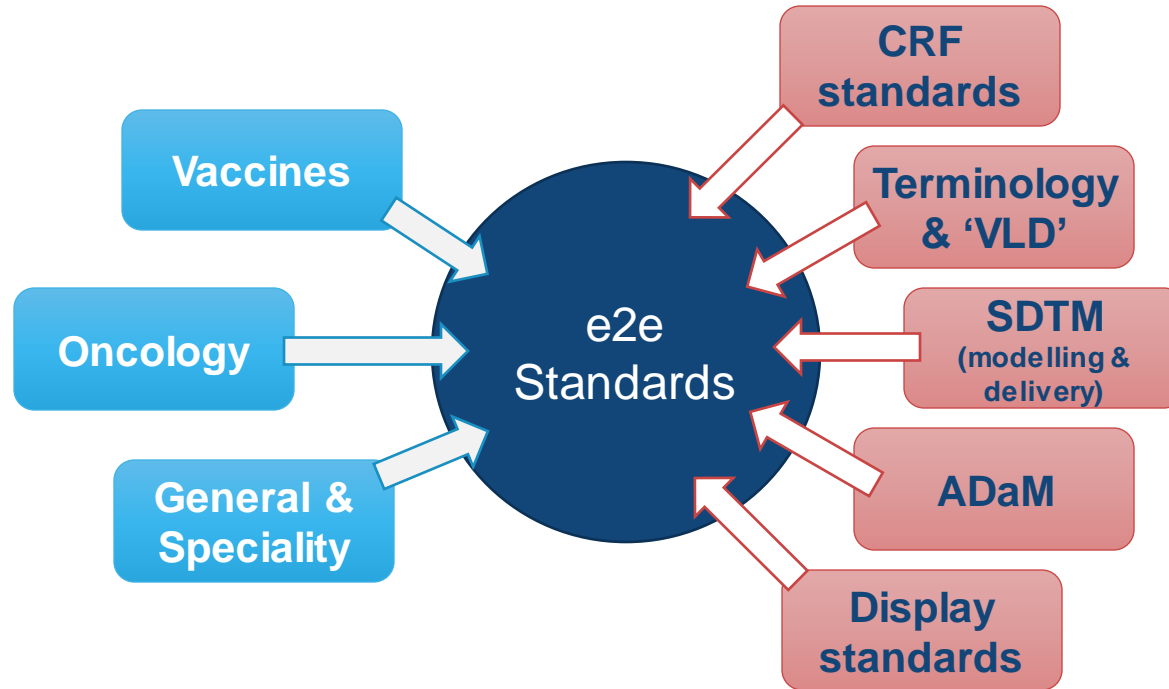 Vaccines
Oncology
General &
Speciality
e2e
Standards
CRF
standards
Terminology
& ‘VLD’
SDTM
(modelling &
delivery)
ADaM
Display
standards